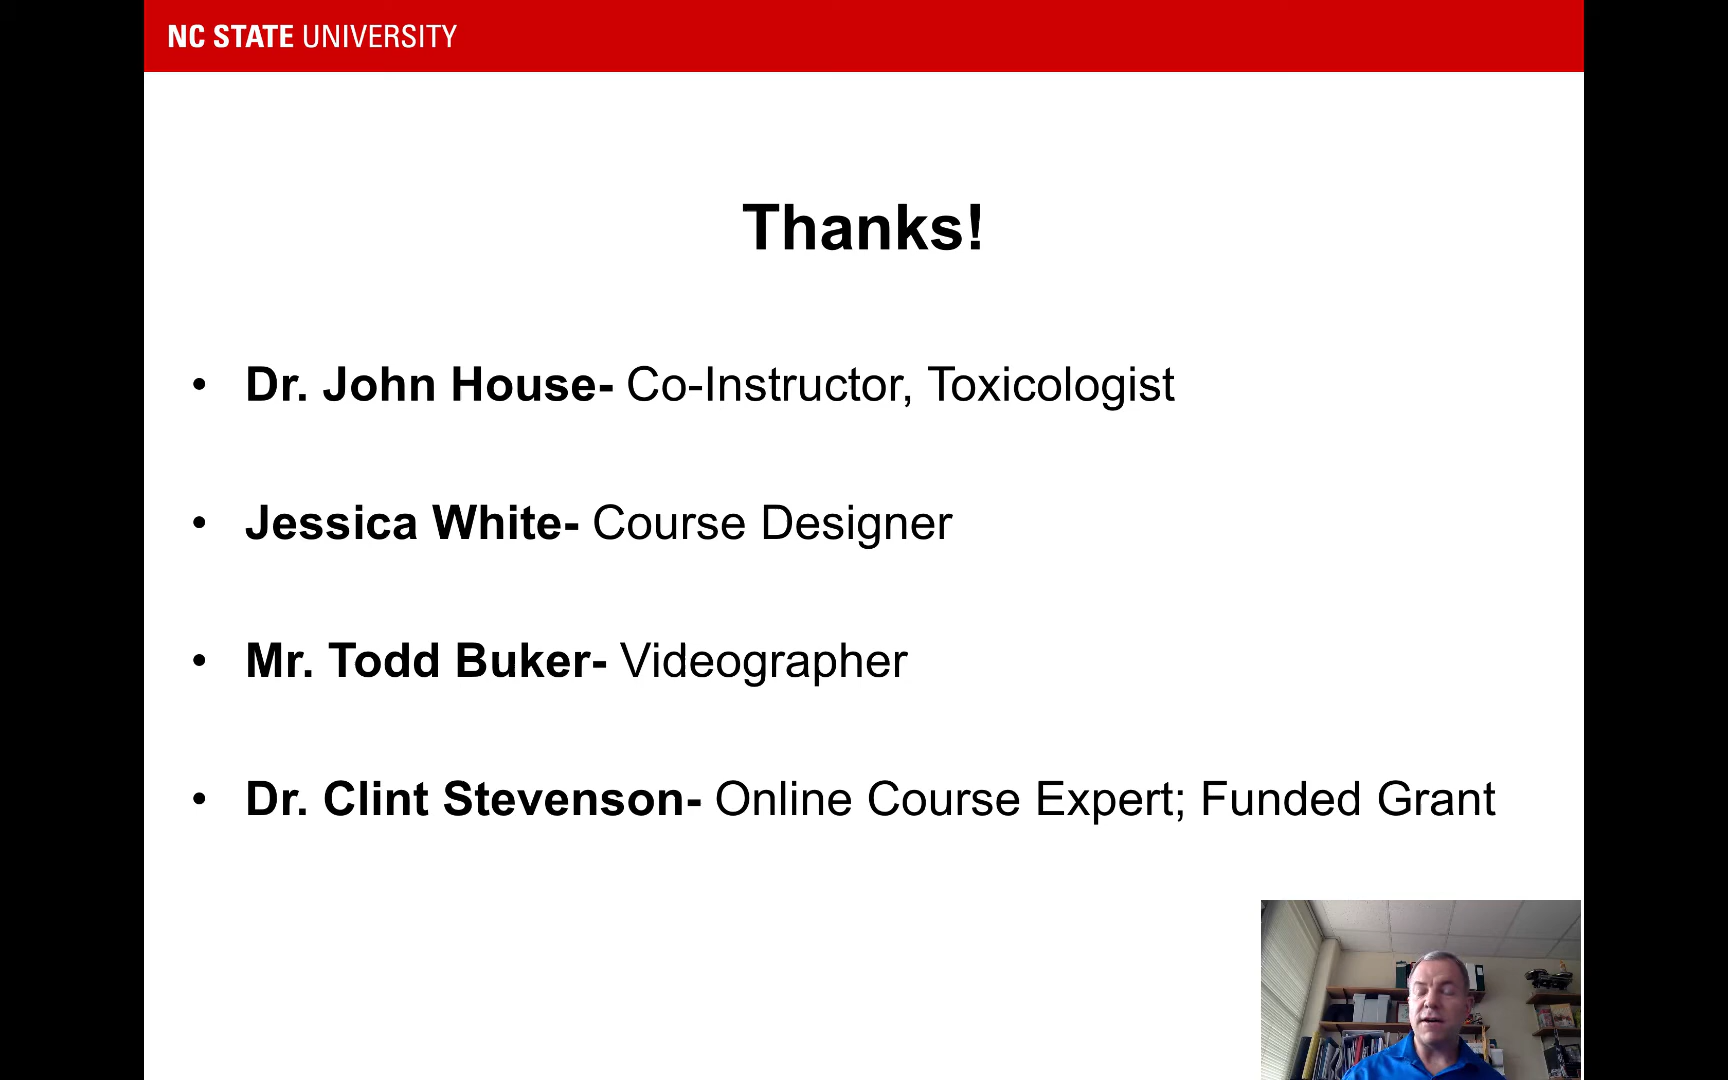 NC STATE UNIVERSITY
Thanks!
• Dr. John House- Co-Instructor, Toxicologist
• Jessica White- Course Designer
• Mr. Todd Buker- Videographer
• Dr. Clint Stevenson- Online Course Expert; Funded Grant